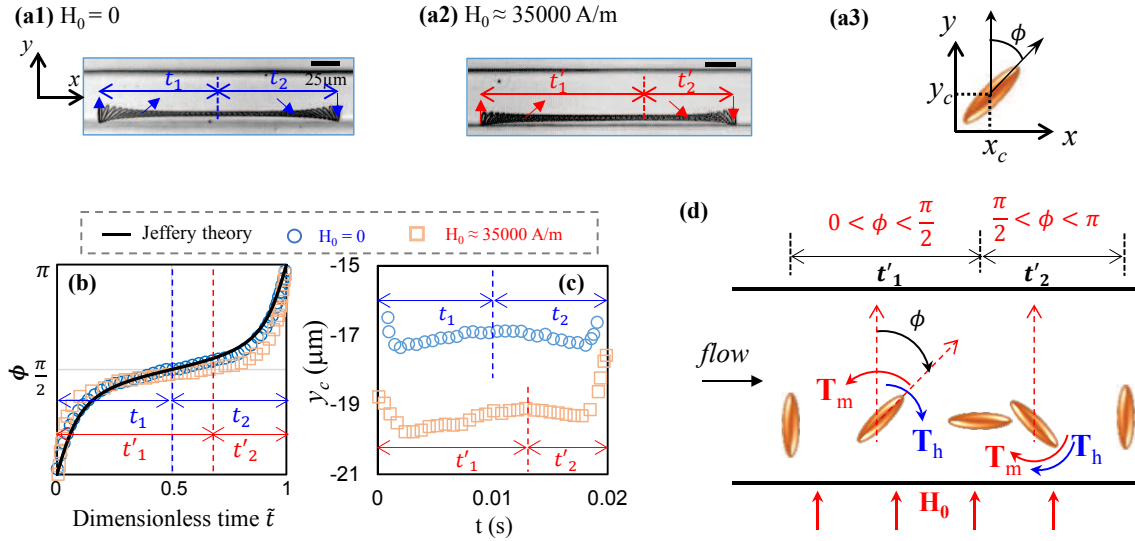 (a1) H₀ = 0
(a2) H₀ ≈ 35000 A/m
(a3)
y
x
t₁
t₂
25μm
t′₁
t′₂
y
ϕ
y_c
x_c
x
Jeffery theory
H₀ = 0
H₀ ≈ 35000 A/m
(b)
π
ϕ
π/2
t₁
t₂
t′₁
t′₂
0
0.5
1
Dimensionless time t̃
(c)
-15
-17
-19
-21
y_c (μm)
t₁
t₂
t′₁
t′₂
0
0.01
0.02
t (s)
(d)
0 < ϕ < π/2
π/2 < ϕ < π
t′₁
t′₂
flow
ϕ
T_m
T_h
T_m
T_h
H₀